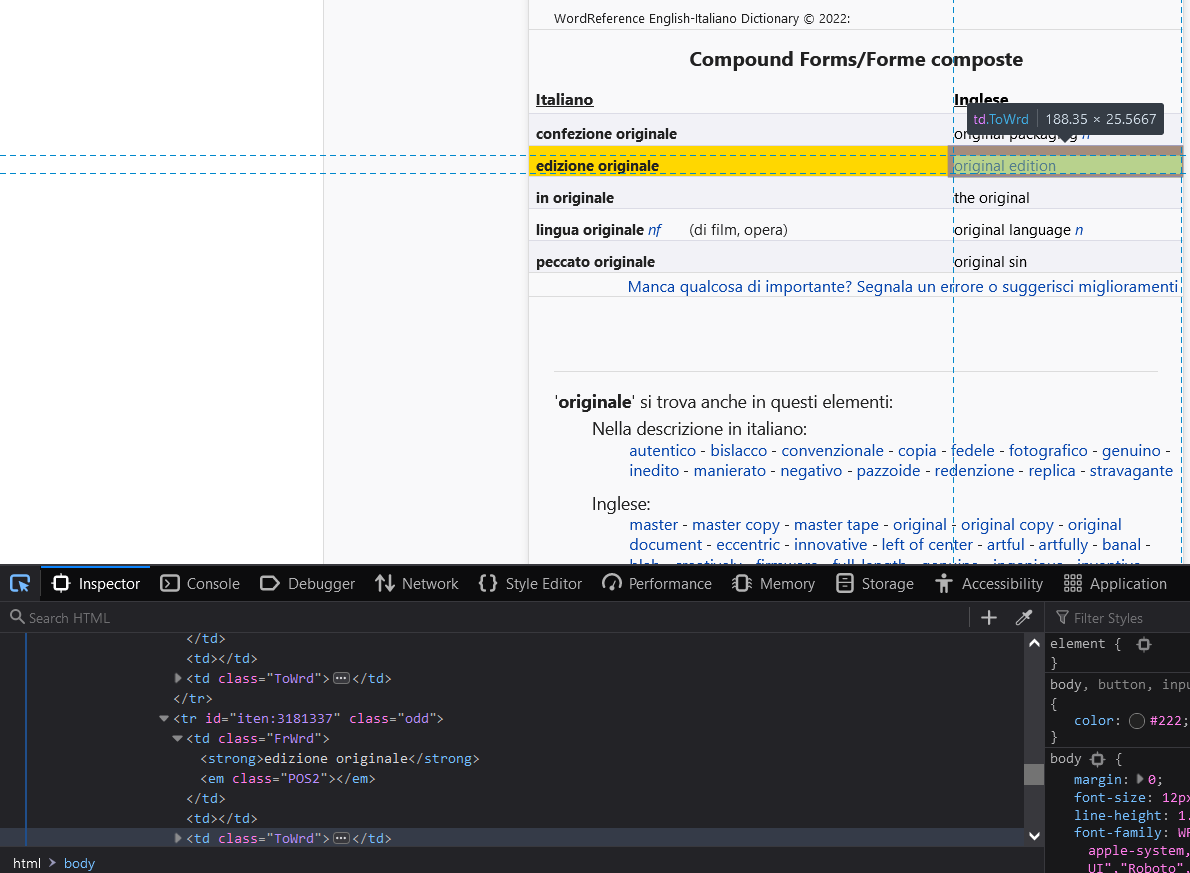 WordReference English-Italiano Dictionary © 2022:
Compound Forms/Forme composte
Italiano Inglese
td.ToWrd 188.35 × 25.5667
confezione originale original packaging n
edizione originale original edition
in originale the original
lingua originale nf (di film, opera) original language n
peccato originale original sin
Manca qualcosa di importante? Segnala un errore o suggerisci miglioramenti
'originale' si trova anche in questi elementi:
Nella descrizione in italiano:
autentico - bislacco - convenzionale - copia - fedele - fotografico - genuino -
inedito - manierato - negativo - pazzoide - redenzione - replica - stravagante
Inglese:
master - master copy - master tape - original - original copy - original
document - eccentric - innovative - left of center - artful - artfully - banal -
Inspector Console Debugger Network Style Editor Performance Memory Storage Accessibility Application
Search HTML
Filter Styles
</td>
<td></td>
<td class="ToWrd"></td>
</tr>
<tr id="iten:3181337" class="odd">
<td class="FrWrd">
<strong>edizione originale</strong>
<em class="POS2"></em>
</td>
<td></td>
<td class="ToWrd"></td>
html > body
element {
}
body, button, inpu
{
color: #222;
}
body {
margin: 0;
font-size: 12px
line-height: 1.
font-family: WR
apple-system,
UI","Roboto",